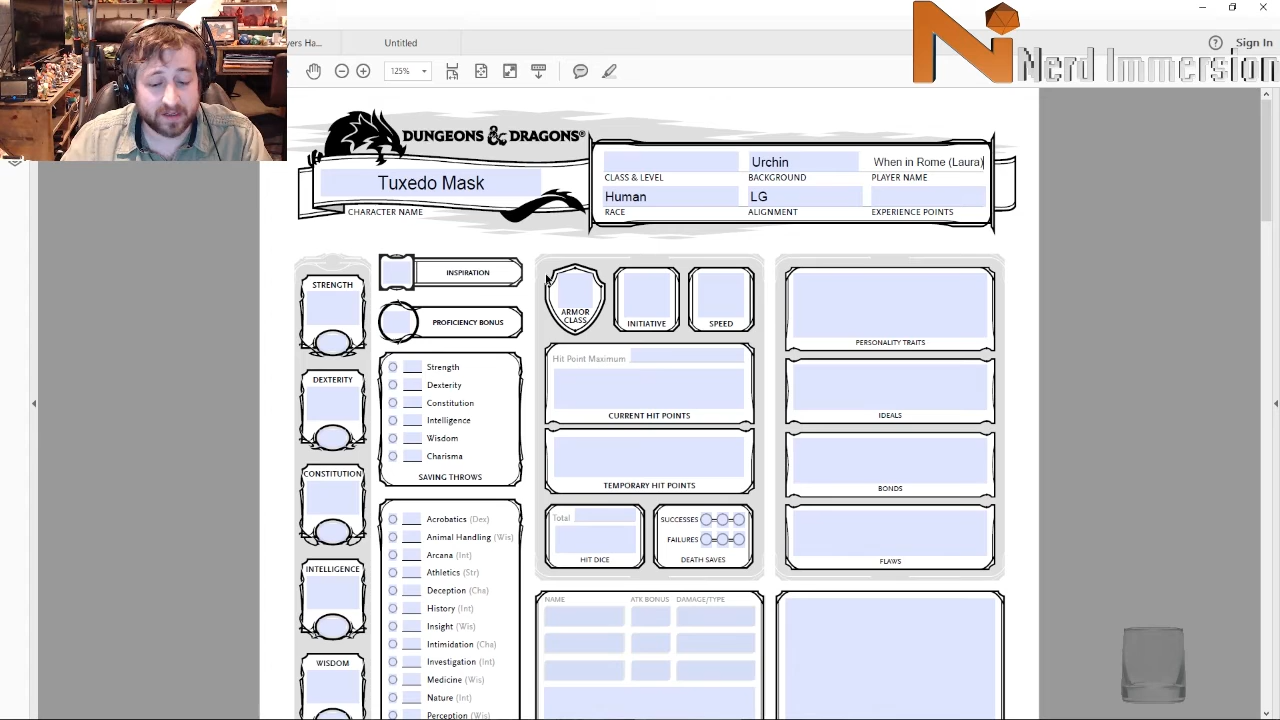 Nerd Immersion
yers Ha...
Untitled
Sign In
125%
DUNGEONS & DRAGONS®
Tuxedo Mask
CHARACTER NAME
Urchin
When in Rome (Laura)
CLASS & LEVEL
BACKGROUND
PLAYER NAME
Human
LG
RACE
ALIGNMENT
EXPERIENCE POINTS
STRENGTH
DEXTERITY
CONSTITUTION
INTELLIGENCE
WISDOM
INSPIRATION
PROFICIENCY BONUS
Strength
Dexterity
Constitution
Intelligence
Wisdom
Charisma
SAVING THROWS
Acrobatics (Dex)
Animal Handling (Wis)
Arcana (Int)
Athletics (Str)
Deception (Cha)
History (Int)
Insight (Wis)
Intimidation (Cha)
Investigation (Int)
Medicine (Wis)
Nature (Int)
Perception (Wis)
ARMOR
CLASS
INITIATIVE
SPEED
Hit Point Maximum
CURRENT HIT POINTS
TEMPORARY HIT POINTS
Total
HIT DICE
SUCCESSES
FAILURES
DEATH SAVES
NAME
ATK BONUS
DAMAGE/TYPE
PERSONALITY TRAITS
IDEALS
BONDS
FLAWS